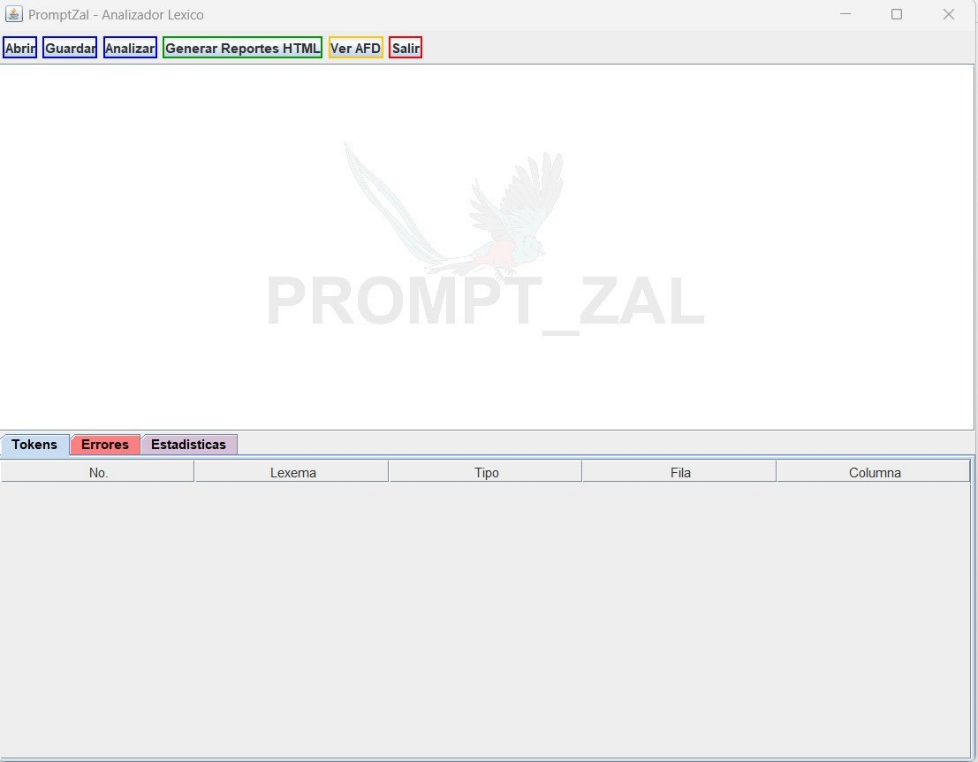 PromptZal - Analizador Lexico
Abrir Guardar Analizar Generar Reportes HTML Ver AFD Salir
PROMPT_ZAL
Tokens Errores Estadisticas
No. Lexema Tipo Fila Columna